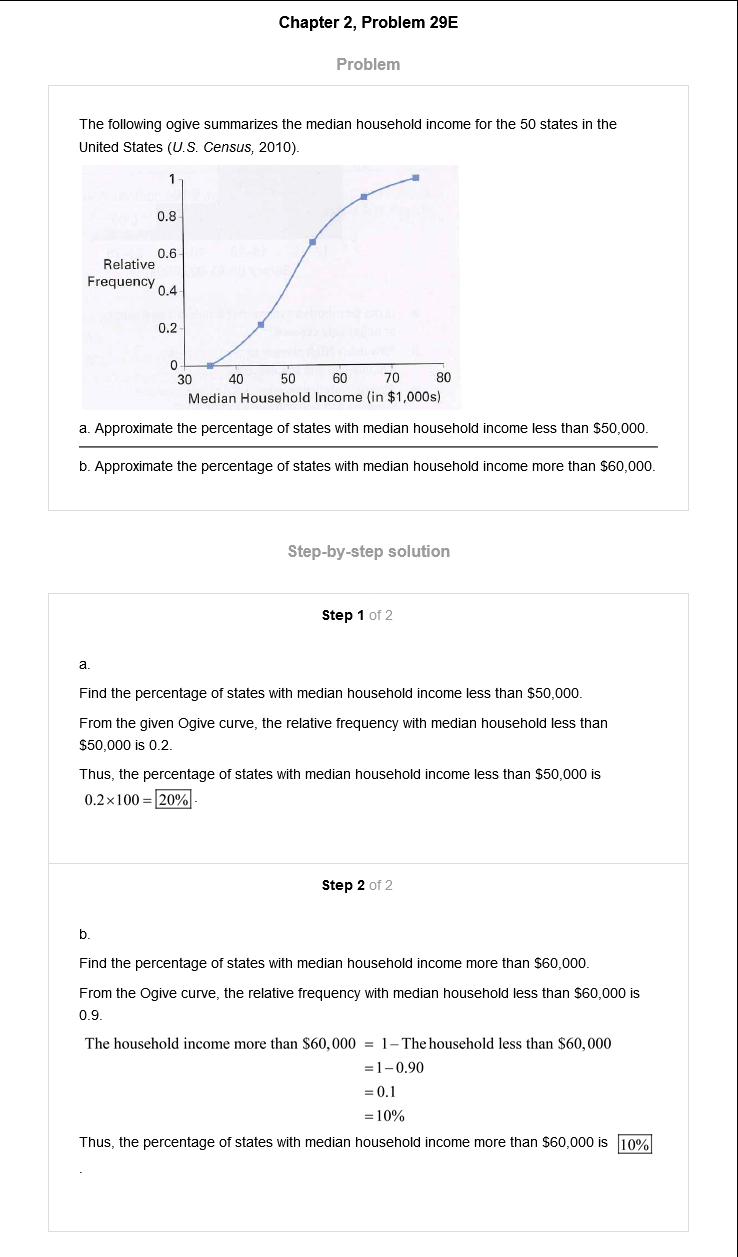 Chapter 2, Problem 29E
Problem
The following ogive summarizes the median household income for the 50 states in the
United States (U.S. Census, 2010).
1
0.8
0.6
Relative
Frequency
0.4
0.2
0
30 40 50 60 70 80
Median Household Income (in $1,000s)
a. Approximate the percentage of states with median household income less than $50,000.
b. Approximate the percentage of states with median household income more than $60,000.
Step-by-step solution
Step 1 of 2
a.
Find the percentage of states with median household income less than $50,000.
From the given Ogive curve, the relative frequency with median household less than
$50,000 is 0.2.
Thus, the percentage of states with median household income less than $50,000 is
0.2×100 = 20%.
Step 2 of 2
b.
Find the percentage of states with median household income more than $60,000.
From the Ogive curve, the relative frequency with median household less than $60,000 is
0.9.
The household income more than $60,000 = 1–The household less than $60,000
=1–0.90
=0.1
=10%
Thus, the percentage of states with median household income more than $60,000 is 10%
.